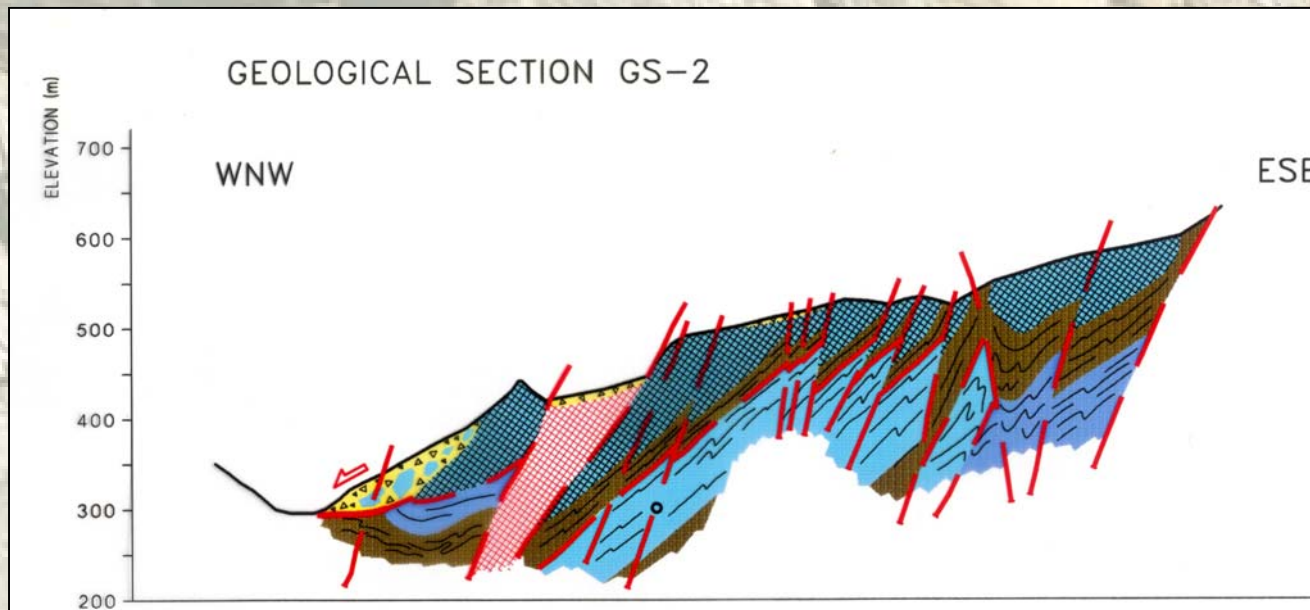 GEOLOGICAL SECTION GS-2
ELEVATION (m)
700
WNW
ESE
600
500
400
300
200